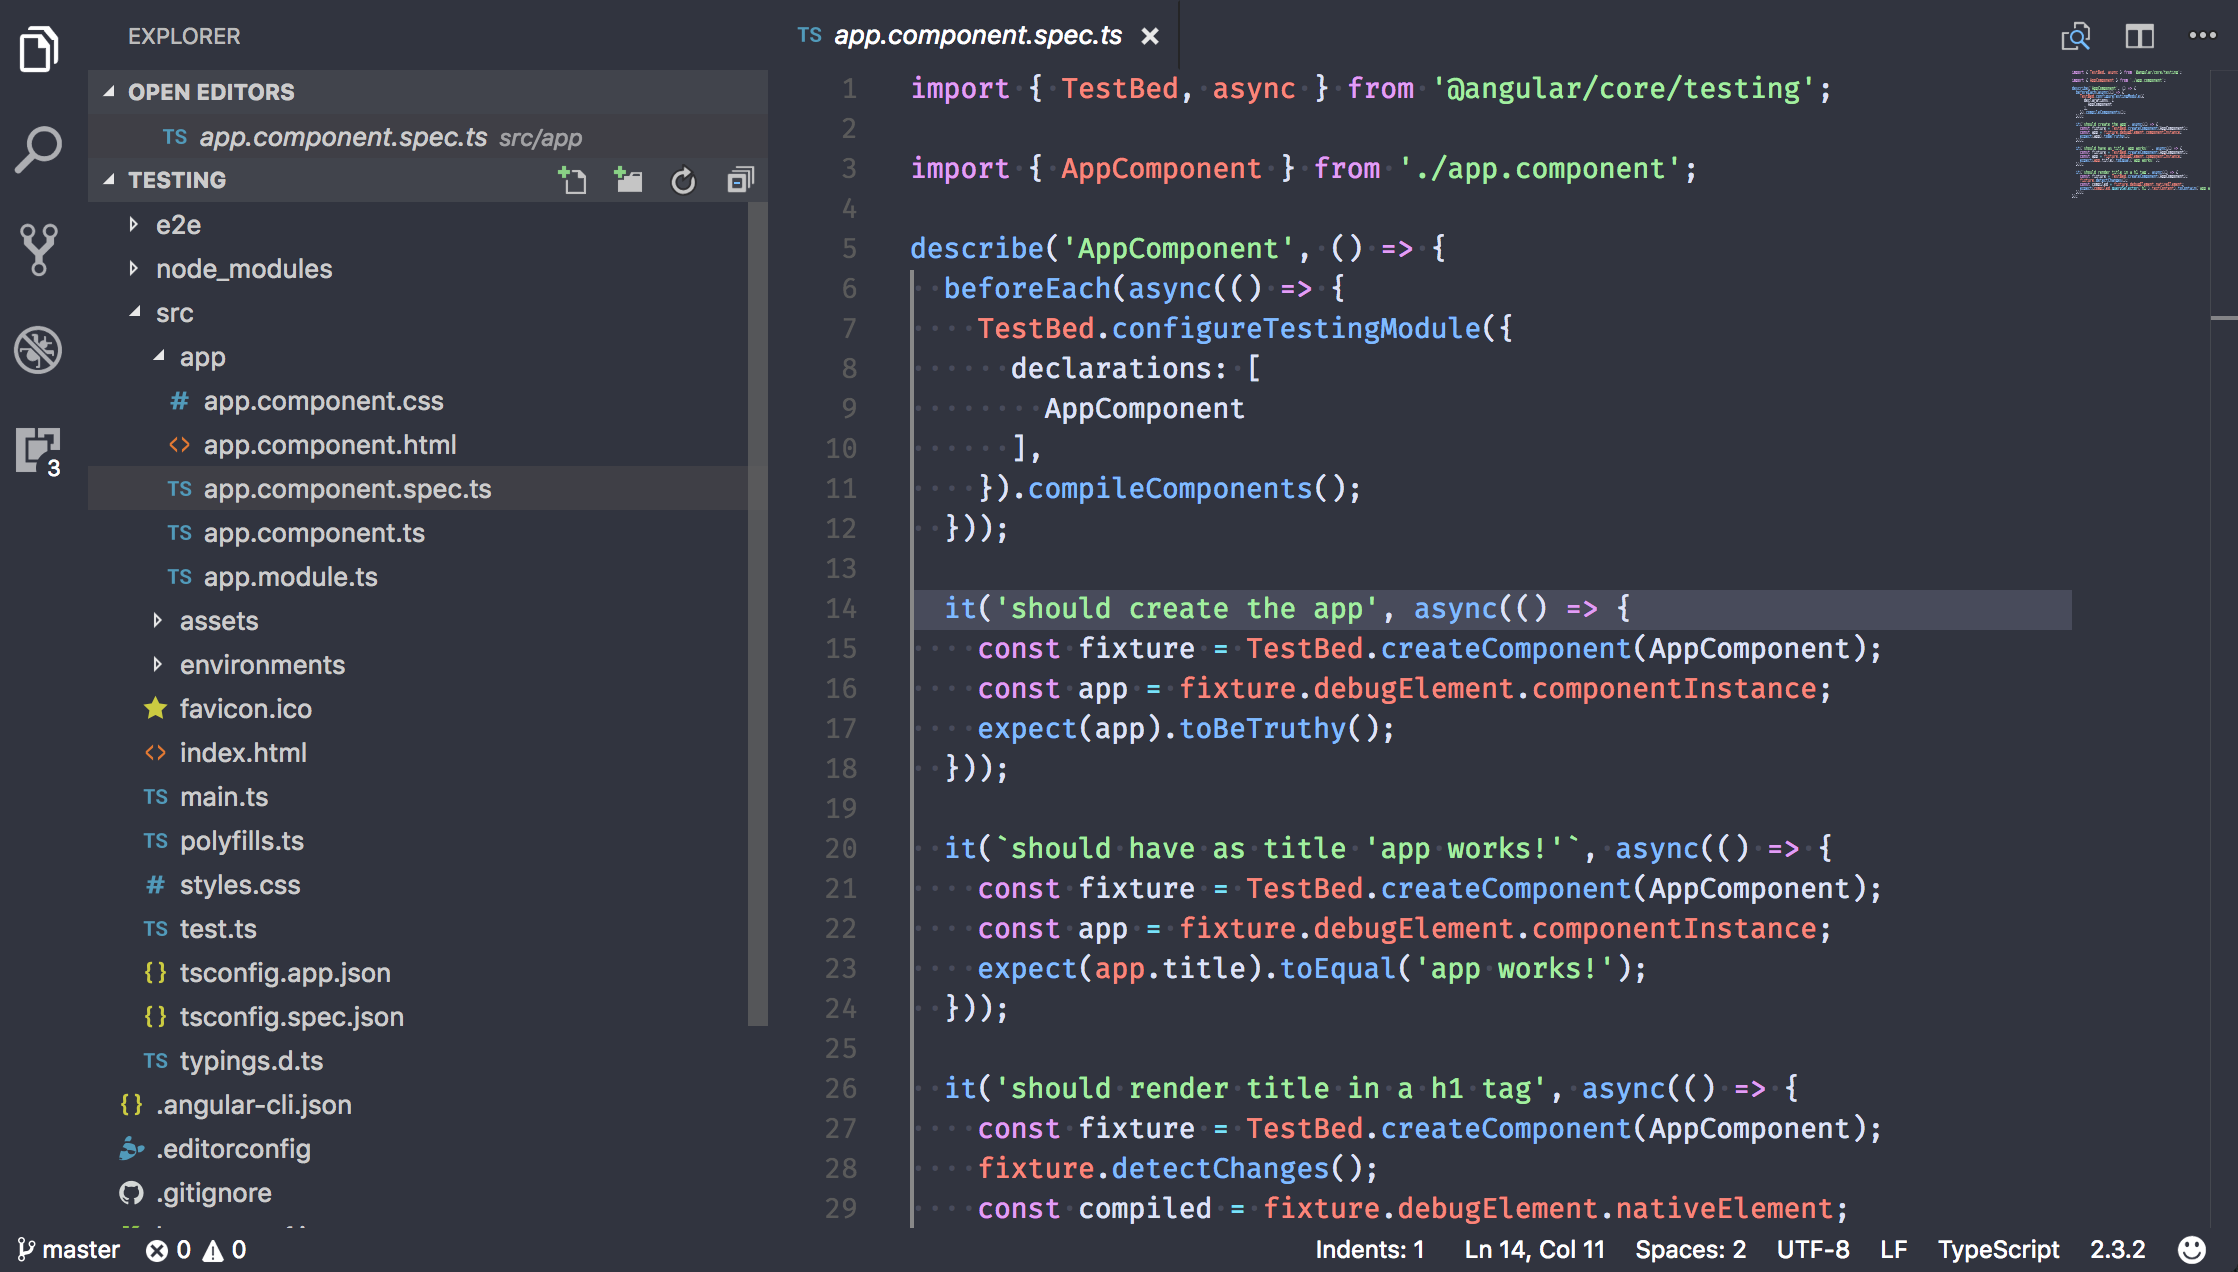 EXPLORER
OPEN EDITORS
TS app.component.spec.ts src/app
TESTING
e2e
node_modules
src
app
# app.component.css
<> app.component.html
TS app.component.spec.ts
TS app.component.ts
TS app.module.ts
assets
environments
favicon.ico
<> index.html
TS main.ts
TS polyfills.ts
# styles.css
TS test.ts
{} tsconfig.app.json
{} tsconfig.spec.json
TS typings.d.ts
{} .angular-cli.json
.editorconfig
.gitignore
3
TS app.component.spec.ts ×
1 import { TestBed, async } from '@angular/core/testing';
2
3 import { AppComponent } from './app.component';
4
5 describe('AppComponent', () => {
6   beforeEach(async(() => {
7     TestBed.configureTestingModule({
8       declarations: [
9         AppComponent
10       ],
11     }).compileComponents();
12   }));
13
14   it('should create the app', async(() => {
15     const fixture = TestBed.createComponent(AppComponent);
16     const app = fixture.debugElement.componentInstance;
17     expect(app).toBeTruthy();
18   }));
19
20   it(`should have as title 'app works!'`, async(() => {
21     const fixture = TestBed.createComponent(AppComponent);
22     const app = fixture.debugElement.componentInstance;
23     expect(app.title).toEqual('app works!');
24   }));
25
26   it('should render title in a h1 tag', async(() => {
27     const fixture = TestBed.createComponent(AppComponent);
28     fixture.detectChanges();
29     const compiled = fixture.debugElement.nativeElement;
master 0 0 Indents: 1 Ln 14, Col 11 Spaces: 2 UTF-8 LF TypeScript 2.3.2